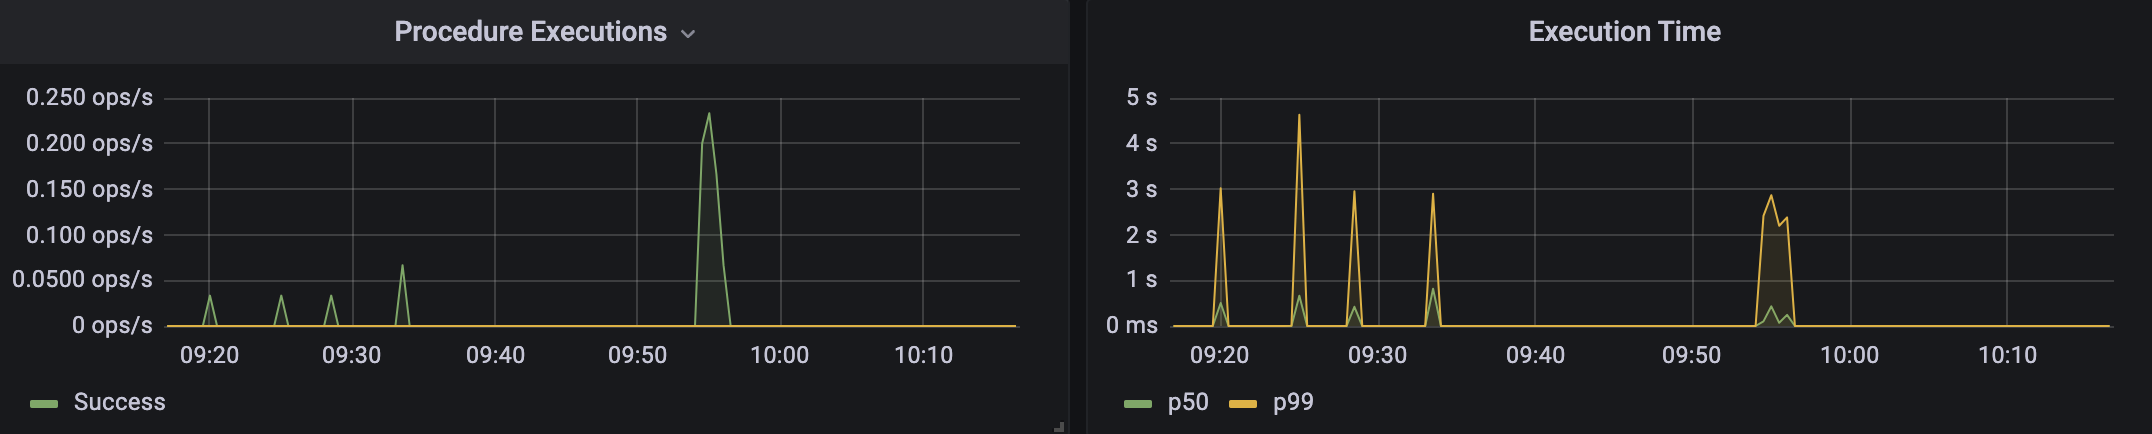 Procedure Executions
0.250 ops/s
0.200 ops/s
0.150 ops/s
0.100 ops/s
0.0500 ops/s
0 ops/s
09:20 09:30 09:40 09:50 10:00 10:10
Success
Execution Time
5 s
4 s
3 s
2 s
1 s
0 ms
09:20 09:30 09:40 09:50 10:00 10:10
p50 p99